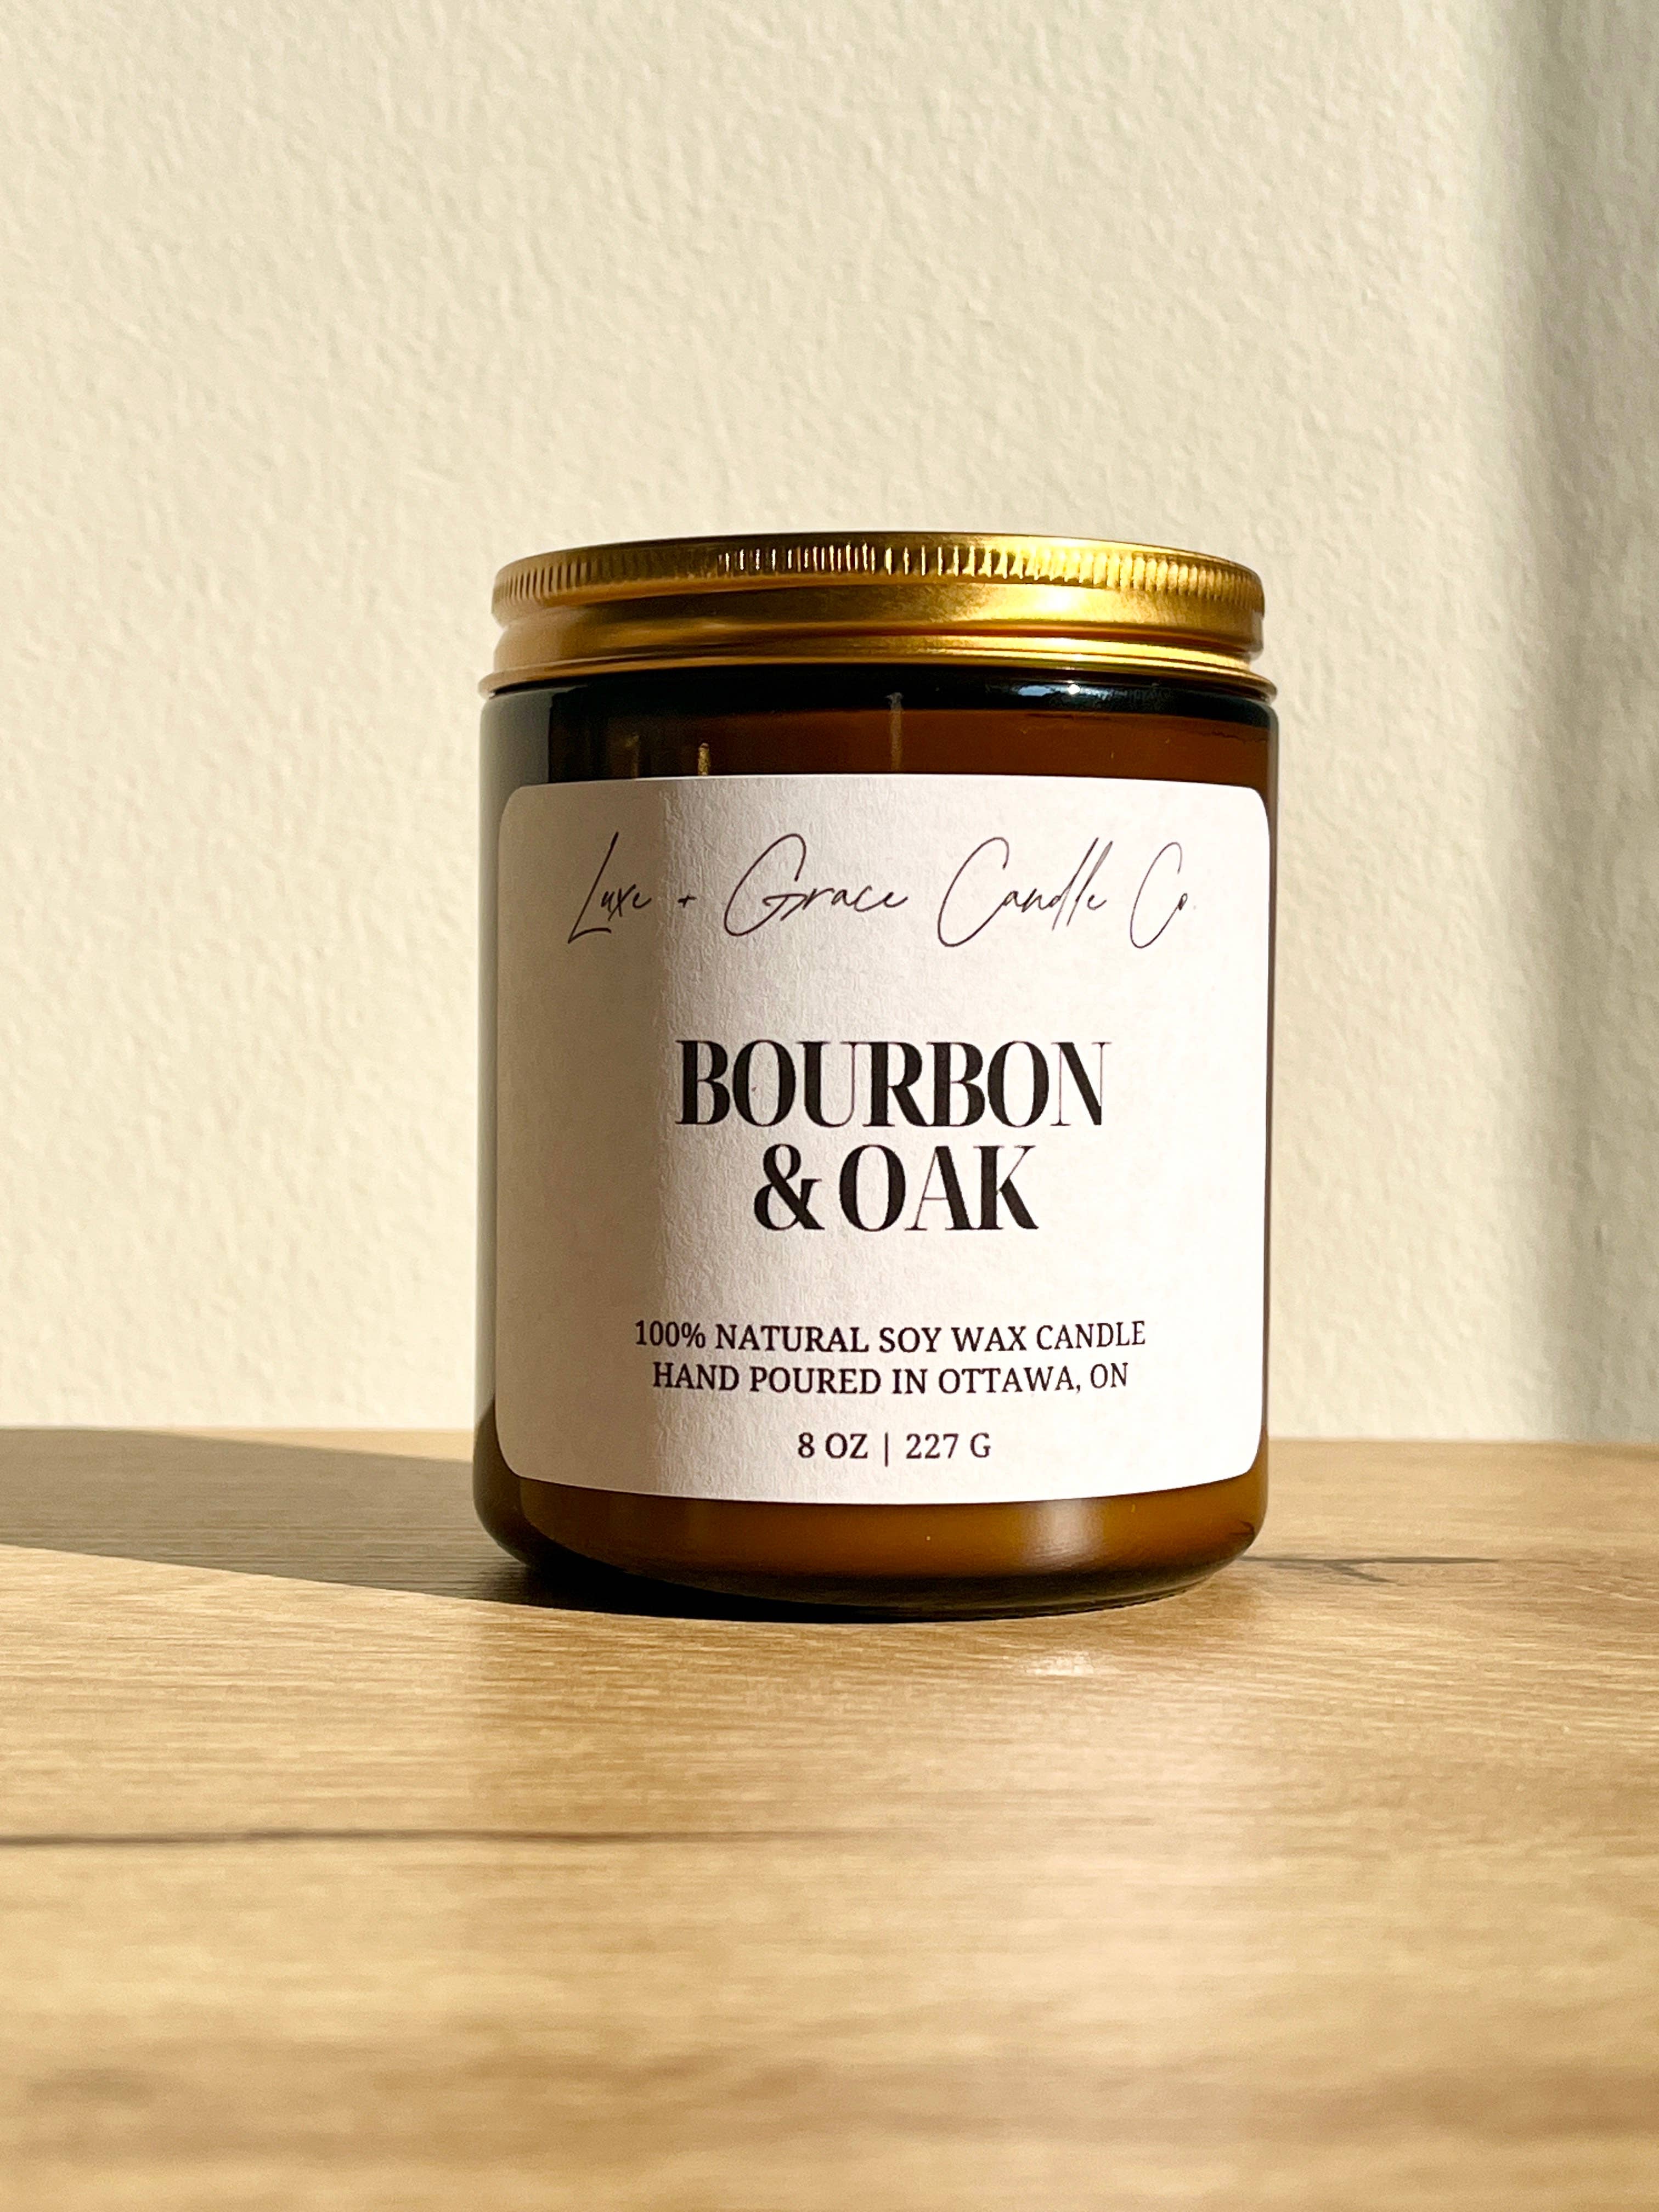 Luxe + Grace Candle Co.
BOURBON
& OAK
100% NATURAL SOY WAX CANDLE
HAND POURED IN OTTAWA, ON
8 OZ | 227 G